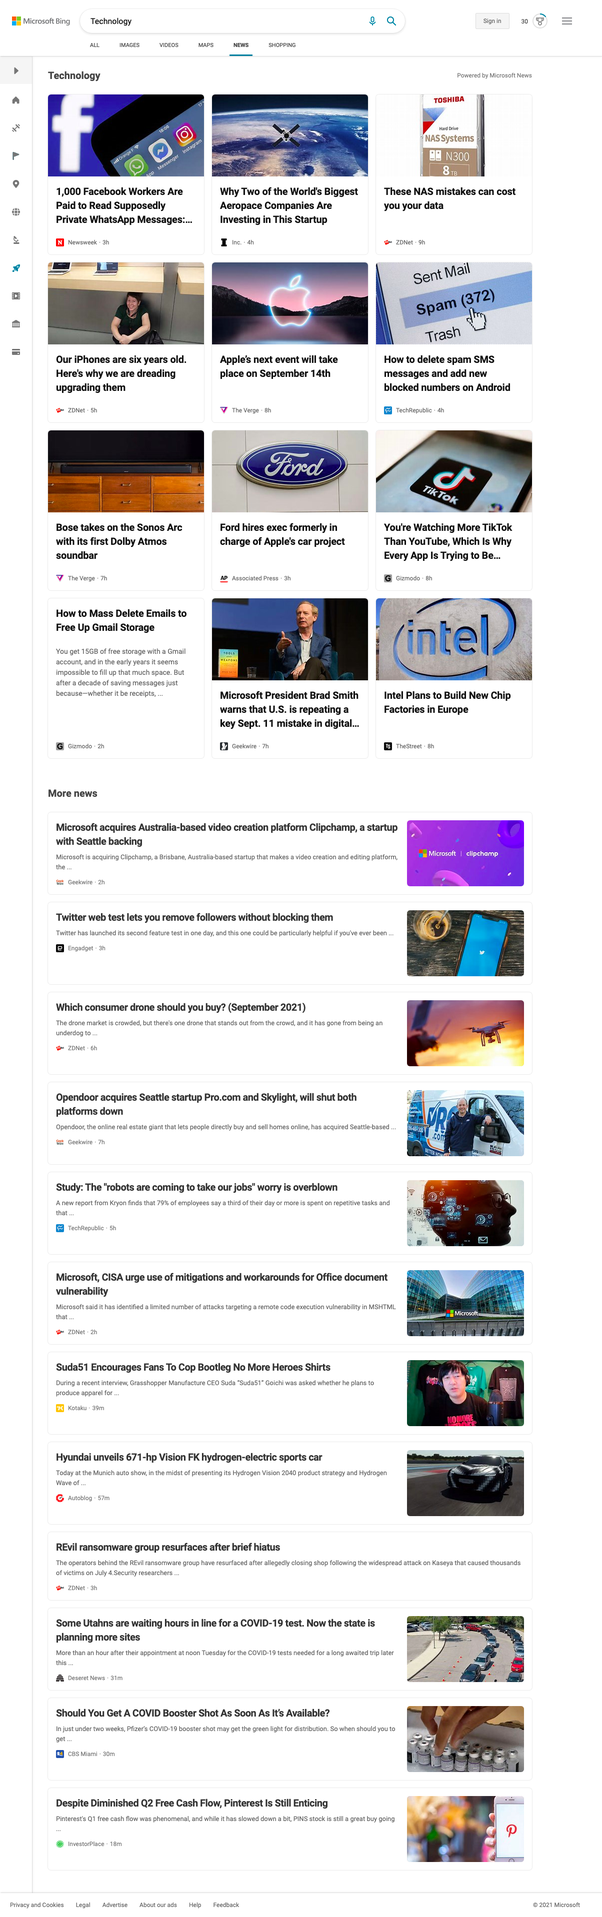 Microsoft Bing
Technology
Sign in
30
ALL
IMAGES
VIDEOS
MAPS
NEWS
SHOPPING
Technology
Powered by Microsoft News
WhatsApp
Messenger
Instagram
1,000 Facebook Workers Are
Paid to Read Supposedly
Private WhatsApp Messages:...
Newsweek · 3h
Why Two of the World's Biggest
Aeropace Companies Are
Investing in This Startup
Inc. · 4h
TOSHIBA
Hard Drive
NAS Systems
N300
8 TB
These NAS mistakes can cost
you your data
ZDNet · 9h
Our iPhones are six years old.
Here's why we are dreading
upgrading them
ZDNet · 5h
Apple's next event will take
place on September 14th
The Verge · 8h
Sent Mail
Spam (372)
Trash
How to delete spam SMS
messages and add new
blocked numbers on Android
TechRepublic · 4h
Bose takes on the Sonos Arc
with its first Dolby Atmos
soundbar
The Verge · 7h
Ford
Ford hires exec formerly in
charge of Apple's car project
AP
Associated Press · 3h
TikTok
You're Watching More TikTok
Than YouTube, Which Is Why
Every App Is Trying to Be...
Gizmodo · 8h
How to Mass Delete Emails to
Free Up Gmail Storage
You get 15GB of free storage with a Gmail
account, and in the early years it seems
impossible to fill up that much space. But
after a decade of saving messages just
because—whether it be receipts, ...
Gizmodo · 2h
Microsoft President Brad Smith
warns that U.S. is repeating a
key Sept. 11 mistake in digital...
Geekwire · 7h
intel
Intel Plans to Build New Chip
Factories in Europe
TheStreet · 8h
More news
Microsoft acquires Australia-based video creation platform Clipchamp, a startup
with Seattle backing
Microsoft is acquiring Clipchamp, a Brisbane, Australia-based startup that makes a video creation and editing platform,
the ...
Geekwire · 2h
Microsoft | clipchamp
Twitter web test lets you remove followers without blocking them
Twitter has launched its second feature test in one day, and this one could be particularly helpful if you've ever been ...
Engadget · 3h
Which consumer drone should you buy? (September 2021)
The drone market is crowded, but there's one drone that stands out from the crowd, and it has gone from being an
underdog to ...
ZDNet · 6h
Opendoor acquires Seattle startup Pro.com and Skylight, will shut both
platforms down
Opendoor, the online real estate giant that lets people directly buy and sell homes online, has acquired Seattle-based ...
Geekwire · 7h
Study: The "robots are coming to take our jobs" worry is overblown
A new report from Kryon finds that 79% of employees say a third of their day or more is spent on repetitive tasks and
that ...
TechRepublic · 5h
Microsoft, CISA urge use of mitigations and workarounds for Office document
vulnerability
Microsoft said it has identified a limited number of attacks targeting a remote code execution vulnerability in MSHTML
that ...
ZDNet · 2h
Microsoft
Suda51 Encourages Fans To Cop Bootleg No More Heroes Shirts
During a recent interview, Grasshopper Manufacture CEO Suda "Suda51" Goichi was asked whether he plans to
produce apparel for ...
Kotaku · 39m
Hyundai unveils 671-hp Vision FK hydrogen-electric sports car
Today at the Munich auto show, in the midst of presenting its Hydrogen Vision 2040 product strategy and Hydrogen
Wave of ...
Autoblog · 57m
REvil ransomware group resurfaces after brief hiatus
The operators behind the REvil ransomware group have resurfaced after allegedly closing shop following the widespread attack on Kaseya that caused thousands
of victims on July 4.Security researchers ...
ZDNet · 3h
Some Utahns are waiting hours in line for a COVID-19 test. Now the state is
planning more sites
More than an hour after their appointment at noon Tuesday for the COVID-19 tests needed for a long awaited trip later
this ...
Deseret News · 31m
Should You Get A COVID Booster Shot As Soon As It's Available?
In just under two weeks, Pfizer's COVID-19 booster shot may get the green light for distribution. So when should you to
get ...
CBS Miami · 30m
Despite Diminished Q2 Free Cash Flow, Pinterest Is Still Enticing
Pinterest's Q1 free cash flow was phenomenal, and while it has slowed down a bit, PINS stock is still a great buy going
...
InvestorPlace · 18m
Privacy and Cookies
Legal
Advertise
About our ads
Help
Feedback
© 2021 Microsoft